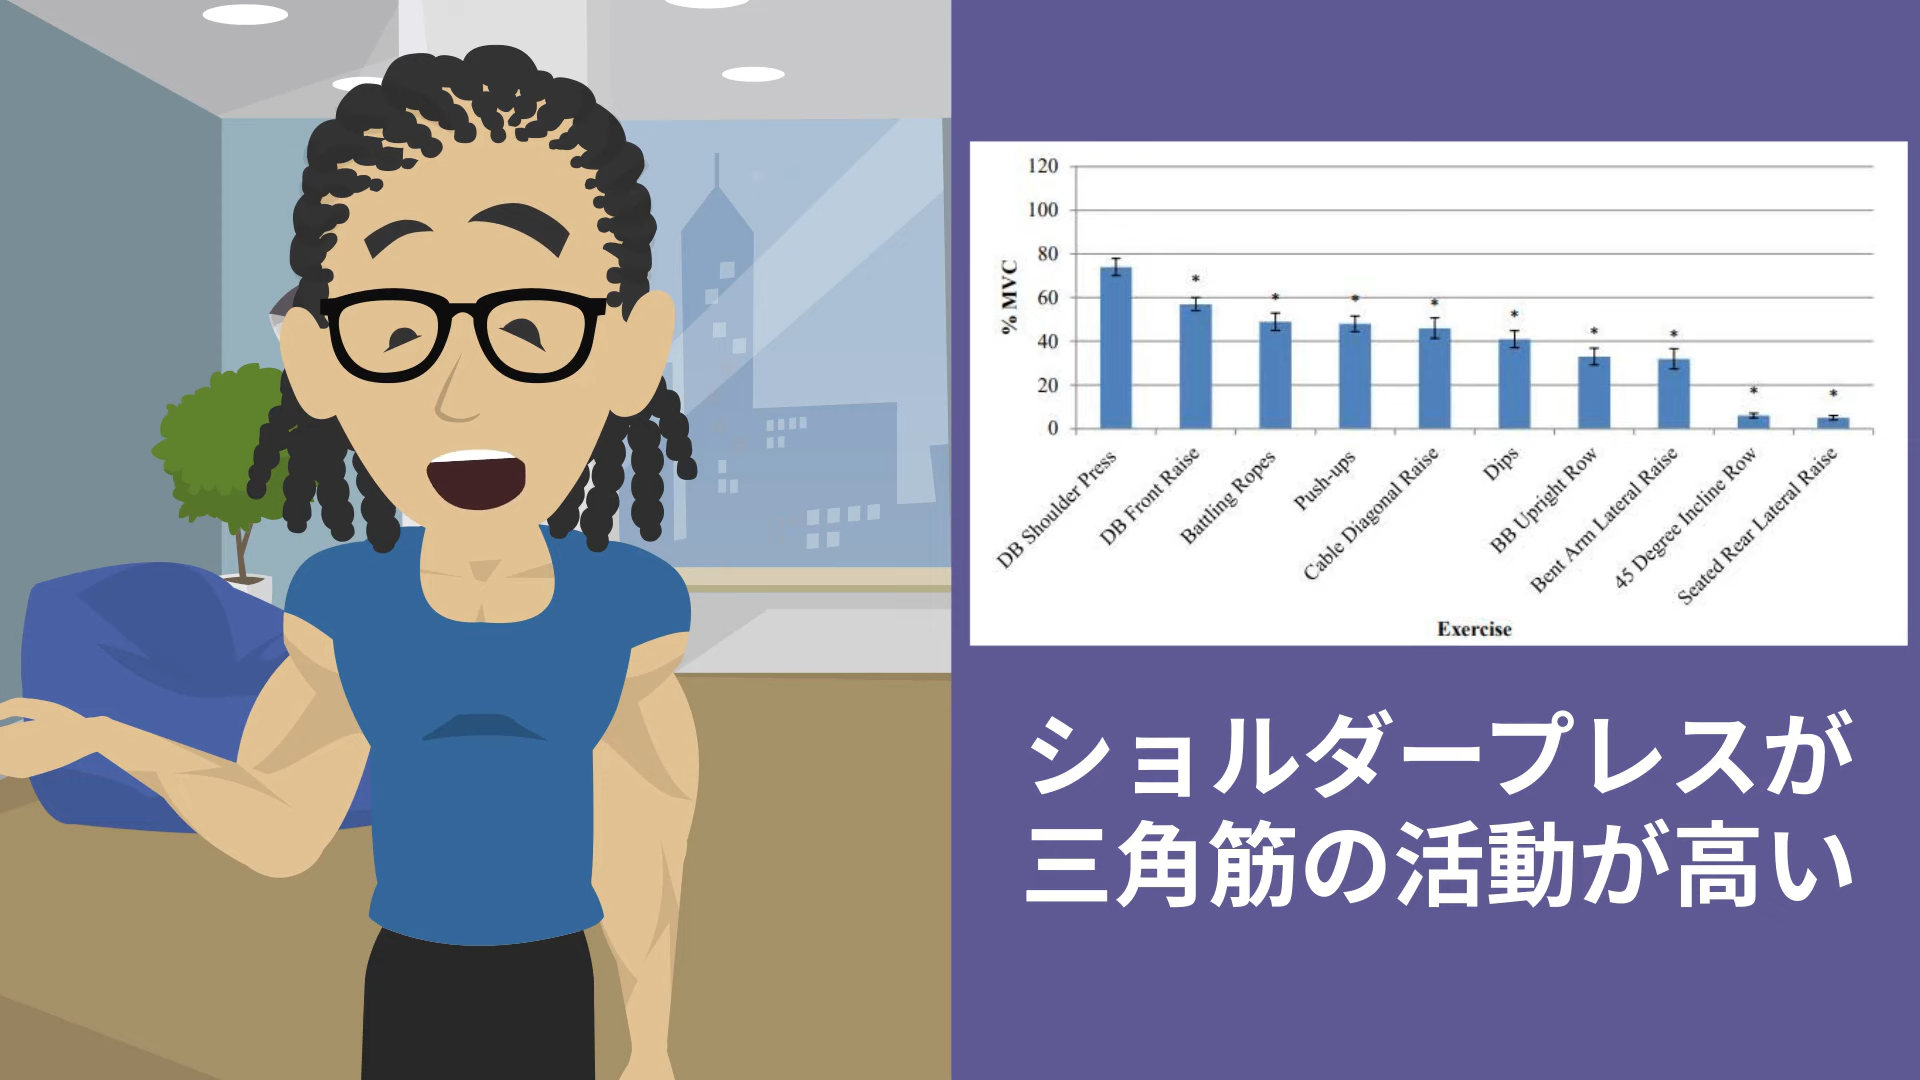 120
100
80
60
40
20
0
% MVC
*
*
*
*
*
*
*
*
*
DB Shoulder Press
DB Front Raise
Battling Ropes
Push-ups
Cable Diagonal Raise
Dips
BB Upright Row
Bent Arm Lateral Raise
45 Degree Incline Row
Seated Rear Lateral Raise
Exercise
ショルダープレスが
三角筋の活動が高い